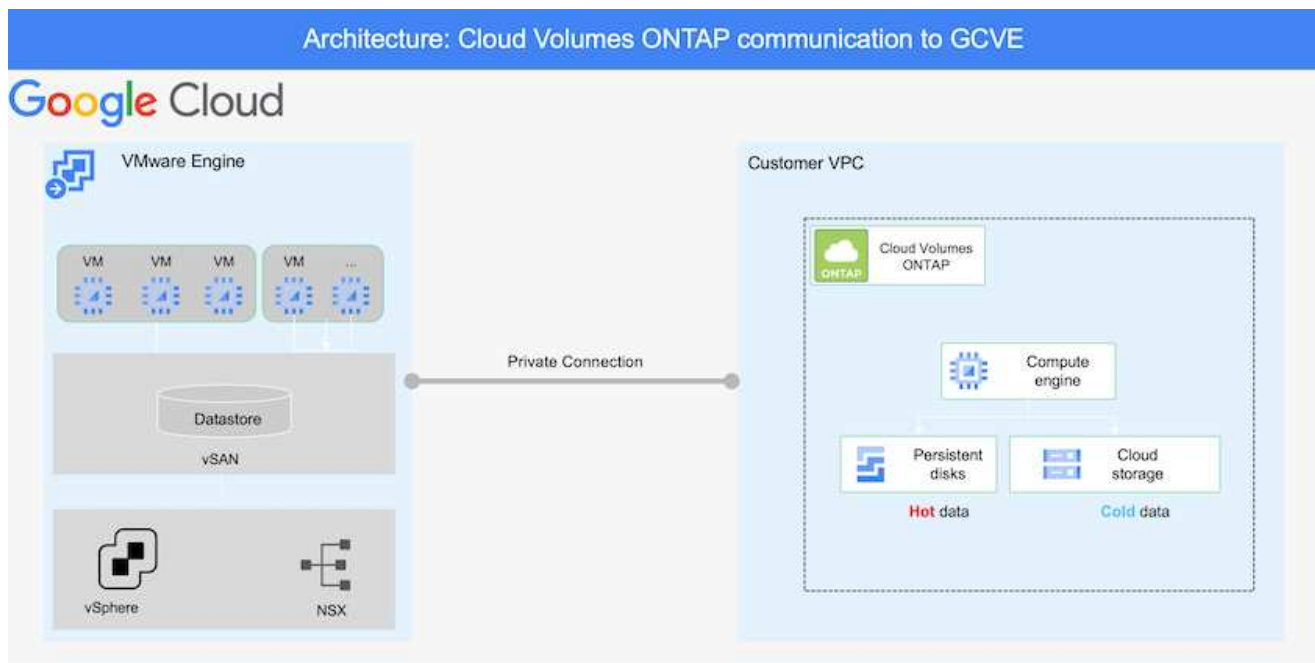 Architecture: Cloud Volumes ONTAP communication to GCVE
Google Cloud
VMware Engine
VM VM VM VM ...
Datastore
vSAN
vSphere
NSX
Private Connection
Customer VPC
ONTAP
Cloud Volumes
ONTAP
Compute
engine
Persistent
disks
Hot data
Cloud
storage
Cold data